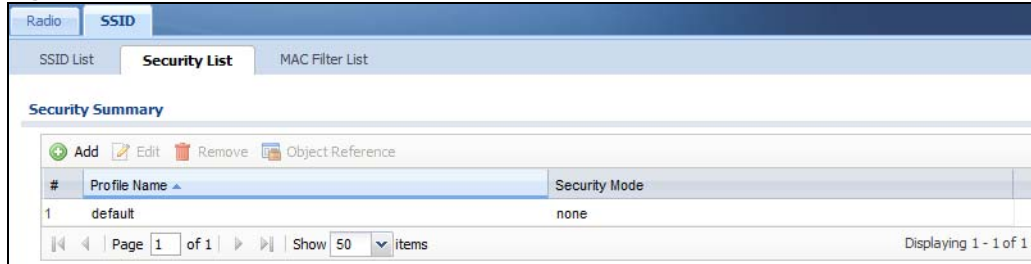 Radio SSID
SSID List Security List MAC Filter List
Security Summary
Add Edit Remove Object Reference
# Profile Name Security Mode
1 default none
Page 1 of 1 Show 50 items Displaying 1 - 1 of 1